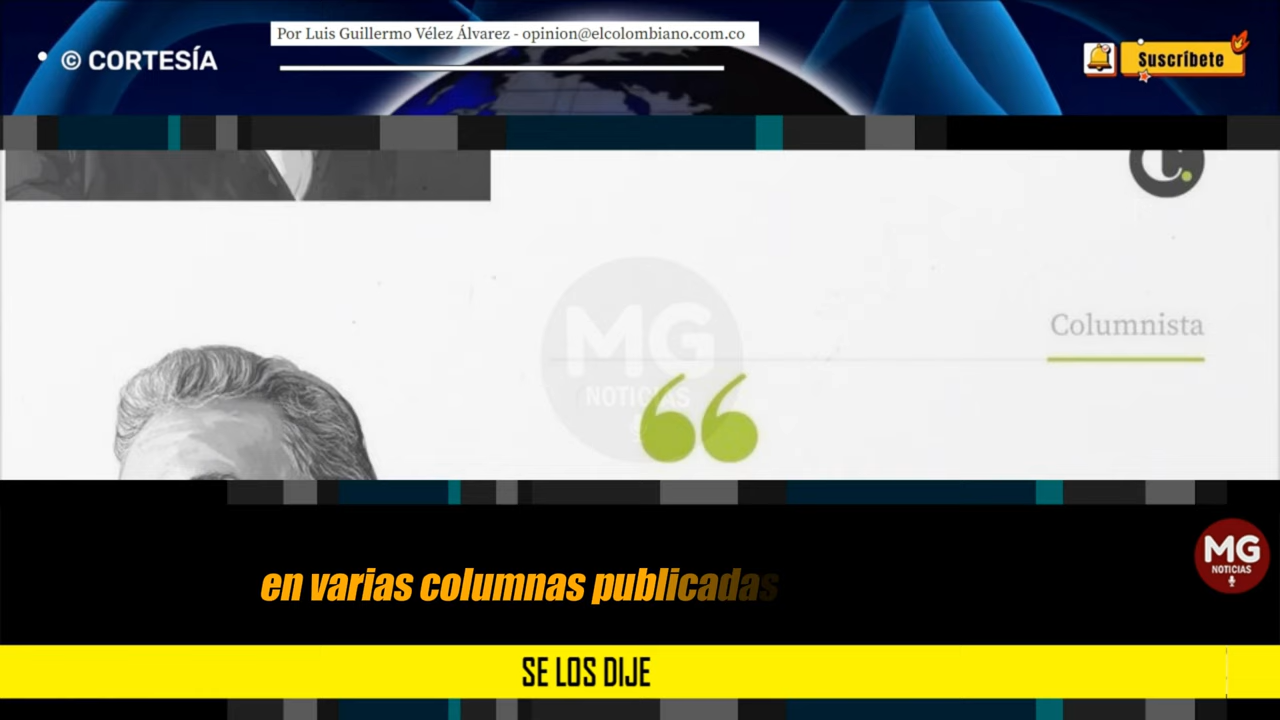 Por Luis Guillermo Vélez Álvarez - opinion@elcolombiano.com.co
© CORTESÍA
Suscríbete
Columnista
MG
NOTICIAS
“
en varias columnas publicadas
MG
NOTICIAS
SE LOS DIJE